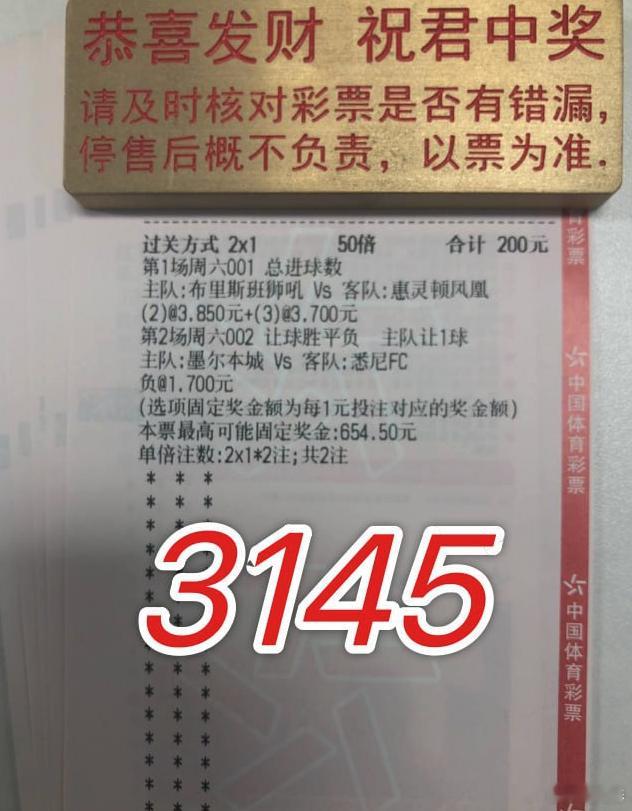 恭喜发财 祝君中奖
请及时核对彩票是否有错漏，
停售后概不负责，以票为准.
过关方式 2x1 50倍 合计 200元
第1场周六001 总进球数
主队:布里斯班狮吼 Vs 客队:惠灵顿凤凰
(2)@3.850元+(3)@3.700元
第2场周六002 让球胜平负 主队让1球
主队:墨尔本城 Vs 客队:悉尼FC
负@1.700元
(选项固定奖金额为每1元投注对应的奖金额)
本票最高可能固定奖金:654.50元
单倍注数:2x1*2注;共2注
* * *
* * *
* * *
3145
彩票
中国体育彩票
中国体育彩票